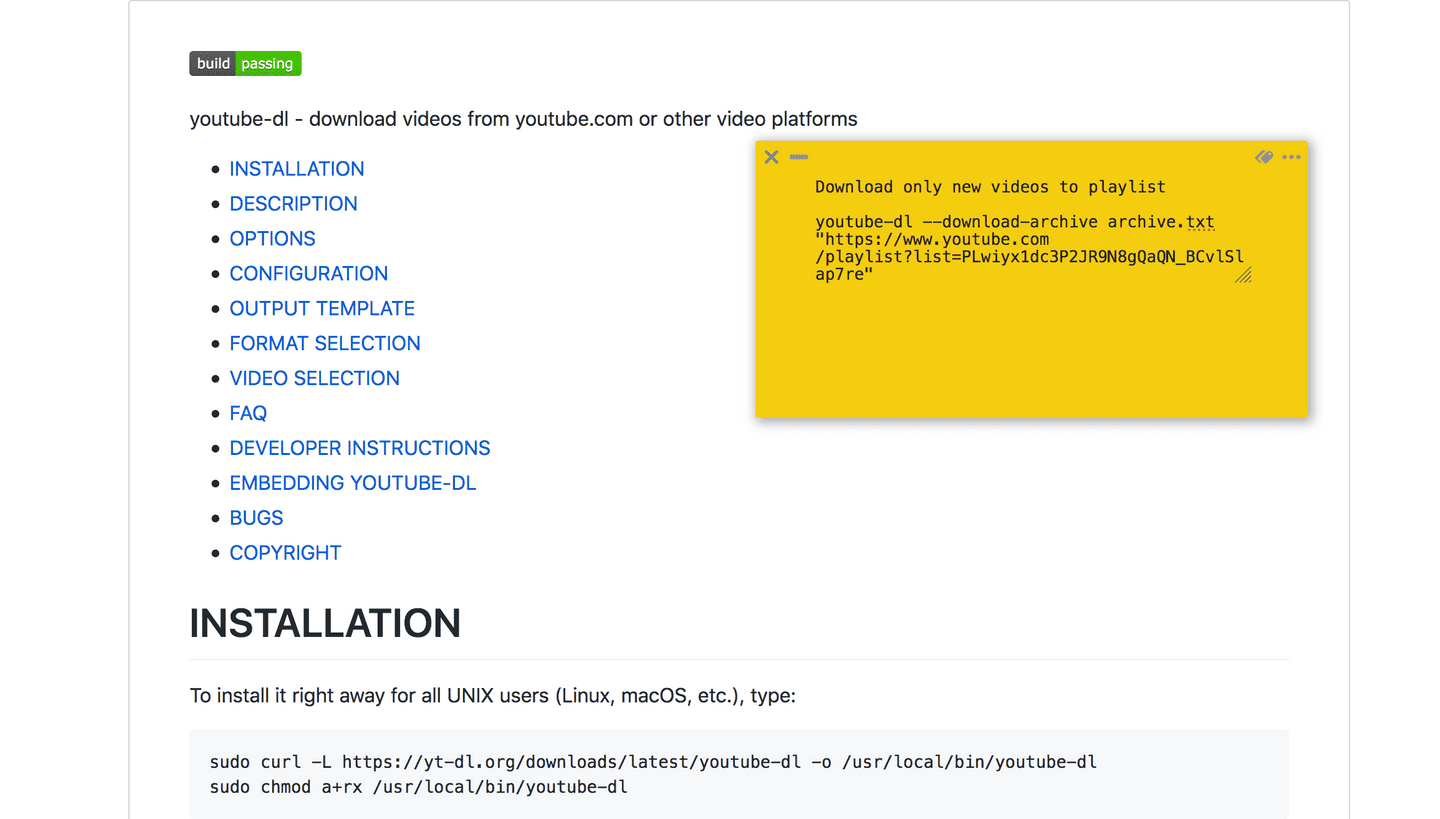 build passing
youtube-dl - download videos from youtube.com or other video platforms
INSTALLATION
DESCRIPTION
OPTIONS
CONFIGURATION
OUTPUT TEMPLATE
FORMAT SELECTION
VIDEO SELECTION
FAQ
DEVELOPER INSTRUCTIONS
EMBEDDING YOUTUBE-DL
BUGS
COPYRIGHT
Download only new videos to playlist
youtube-dl --download-archive archive.txt
"https://www.youtube.com
/playlist?list=PLwiyx1dc3P2JR9N8gQaQN_BCvlSl
ap7re"
INSTALLATION
To install it right away for all UNIX users (Linux, macOS, etc.), type:
sudo curl -L https://yt-dl.org/downloads/latest/youtube-dl -o /usr/local/bin/youtube-dl
sudo chmod a+rx /usr/local/bin/youtube-dl